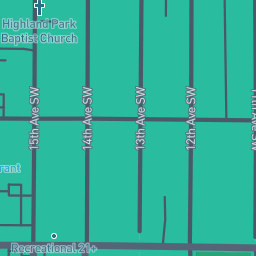 Highland Park
Baptist Church
15th Ave SW
14th Ave SW
13th Ave SW
12th Ave SW
11th Ave SW
rant
Recreational 21+